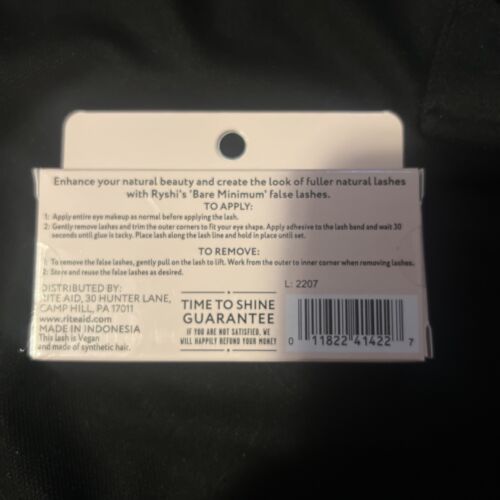 Enhance your natural beauty and create the look of fuller natural lashes
with Ryshi's 'Bare Minimum' false lashes.
TO APPLY:
1: Apply entire eye makeup as normal before applying the lash.
2: Gently remove lashes and trim the outer corners to fit your eye shape. Apply adhesive to the lash band and wait 30
seconds until glue is tacky. Place lash along the lash line and hold in place until set.
TO REMOVE:
1: To remove the false lashes, gently pull on the lash to lift. Work from the outer to inner corner when removing lashes.
2: Store and reuse the false lashes as desired.
DISTRIBUTED BY:
RITE AID, 30 HUNTER LANE,
CAMP HILL, PA 17011
www.riteaid.com
MADE IN INDONESIA
This lash is Vegan
and made of synthetic hair.
TIME TO SHINE
GUARANTEE
IF YOU ARE NOT SATISFIED, WE
WILL HAPPILY REFUND YOUR MONEY
L: 2207
0 11822 41422 7